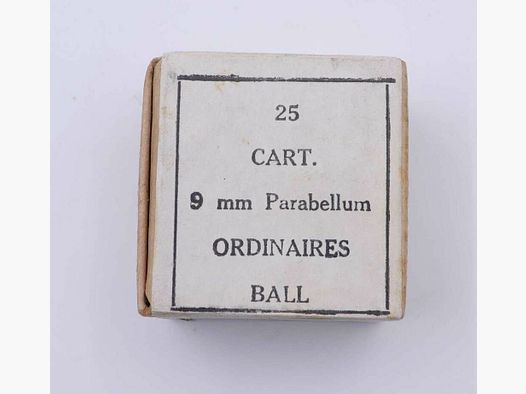 25
CART.
9 mm Parabellum
ORDINAIRES
BALL